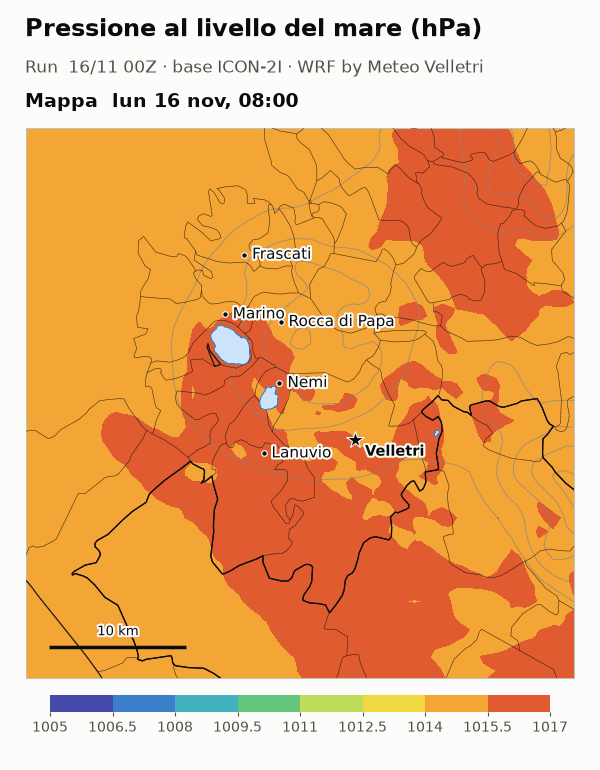 Pressione al livello del mare (hPa)
Run  16/11 00Z · base ICON-2I · WRF by Meteo Velletri
Mappa  lun 16 nov, 08:00
Frascati
Marino
Rocca di Papa
Nemi
Velletri
Lanuvio
10 km
1005 1006.5 1008 1009.5 1011 1012.5 1014 1015.5 1017